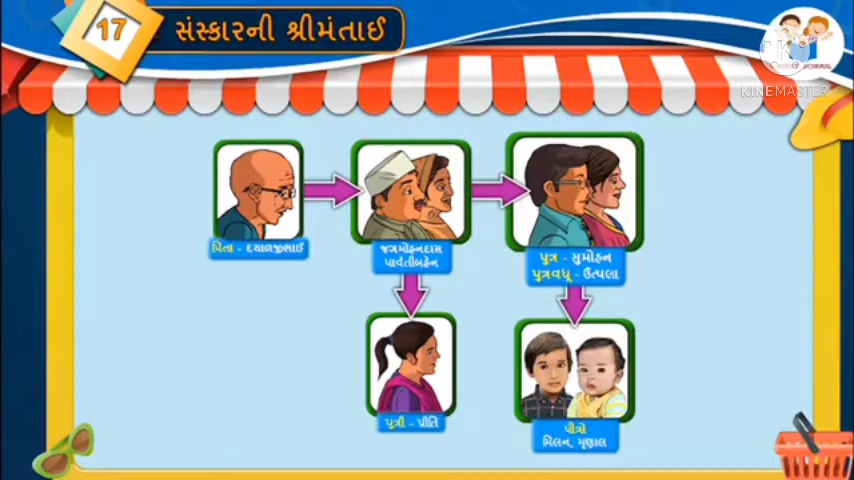 17
સંસ્કારની શ્રીમંતાઈ
KINEMASTER
પિતા - દયાળજીભાઈ
જગમોહનદાસ
પાર્વતીબહેન
પુત્ર - સુમોહન
પુત્રવધૂ - ઉત્પલા
પુત્રી - પ્રીતિ
પૌત્રો
મિલન, મૃણાલ